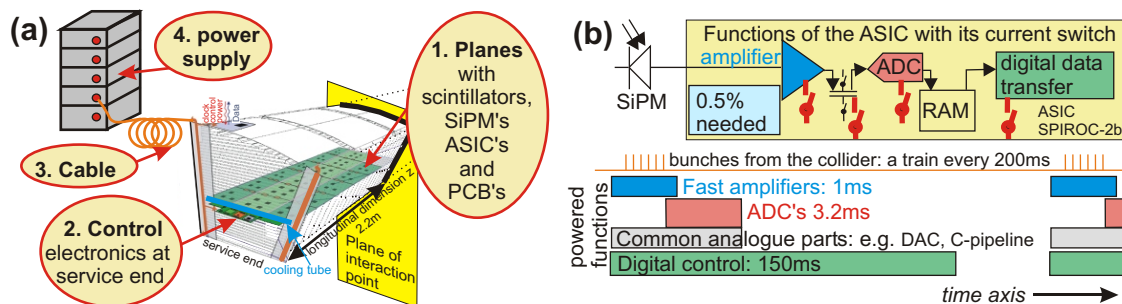 (a)
4. power
supply
1. Planes
with
scintillators,
SiPM's
ASIC's
and
PCB's
clock
control
power
Data
3. Cable
2. Control
electronics at
service end
service end
cooling tube
longitudinal dimension z
2.2m
Plane of
interaction
point
(b)
Functions of the ASIC with its current switch
amplifier
SiPM
0.5%
needed
ADC
RAM
digital data
transfer
ASIC
SPIROC-2b
bunches from the collider: a train every 200ms
powered
functions
Fast amplifiers: 1ms
ADC's 3.2ms
Common analogue parts: e.g. DAC, C-pipeline
Digital control: 150ms
time axis